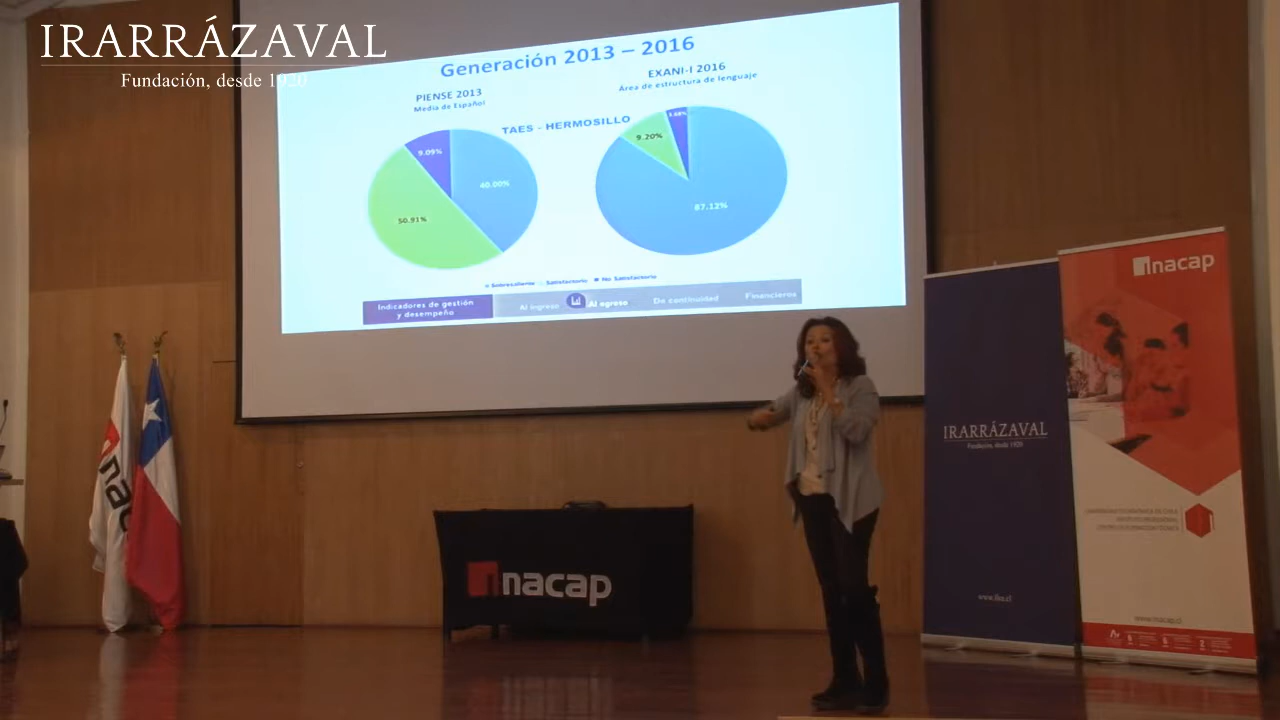 IRARRÁZAVAL
Fundación, desde 1920
Generación 2013 – 2016
PIENSE 2013
Media de Español
EXANI-I 2016
Área de estructura de lenguaje
TAES - HERMOSILLO
9.09%
40.00%
50.91%
9.20%
3.68%
87.12%
Sobresaliente Satisfactorio No Satisfactorio
Indicadores de gestión
y desempeño
Al ingreso
Al egreso
De continuidad
Financieros
inacap
IRARRÁZAVAL
Fundación, desde 1920
inacap
www.inacap.cl